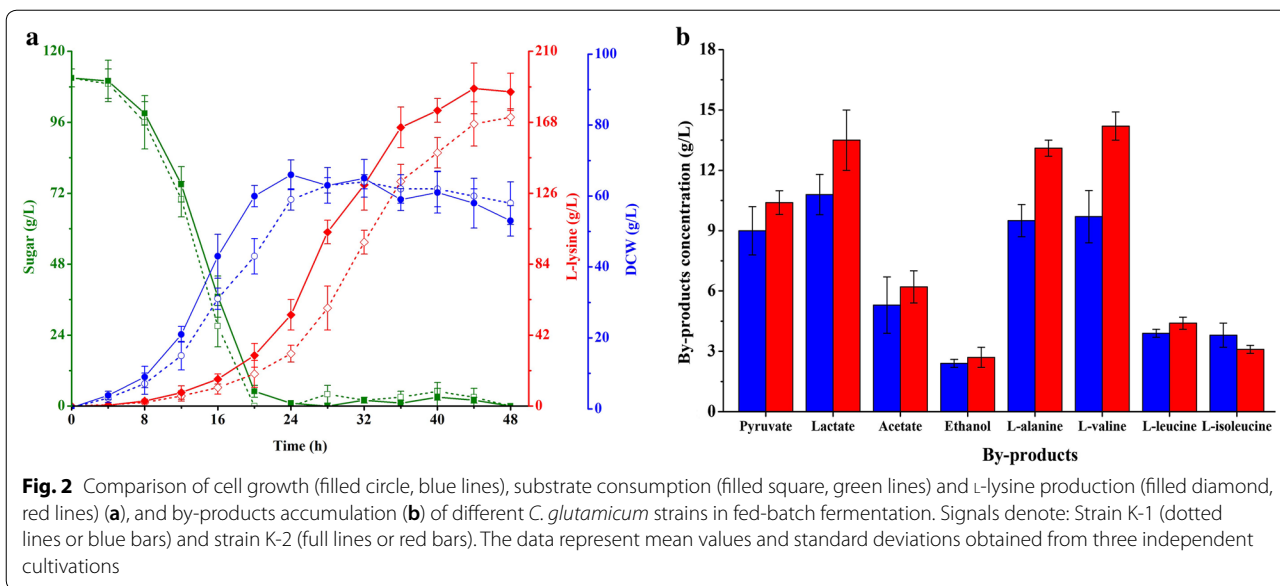 a
120
96
72
48
24
0
Sugar (g/L)
0 8 16 24 32 40 48
Time (h)
210
168
126
84
42
0
L-lysine (g/L)
100
80
60
40
20
0
DCW (g/L)
b
18
15
12
9
6
3
0
By-products concentration (g/L)
Pyruvate Lactate Acetate Ethanol L-alanine L-valine L-leucine L-isoleucine
By-products
Fig. 2 Comparison of cell growth (filled circle, blue lines), substrate consumption (filled square, green lines) and L-lysine production (filled diamond,
red lines) (a), and by-products accumulation (b) of different C. glutamicum strains in fed-batch fermentation. Signals denote: Strain K-1 (dotted
lines or blue bars) and strain K-2 (full lines or red bars). The data represent mean values and standard deviations obtained from three independent
cultivations